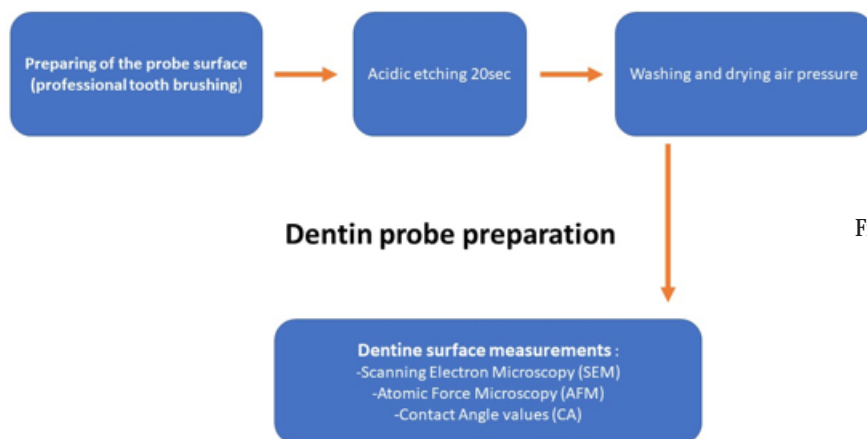 Preparing of the probe surface
(professional tooth brushing)
Acidic etching 20sec
Washing and drying air pressure
Dentin probe preparation
F
Dentine surface measurements :
-Scanning Electron Microscopy (SEM)
-Atomic Force Microscopy (AFM)
-Contact Angle values (CA)